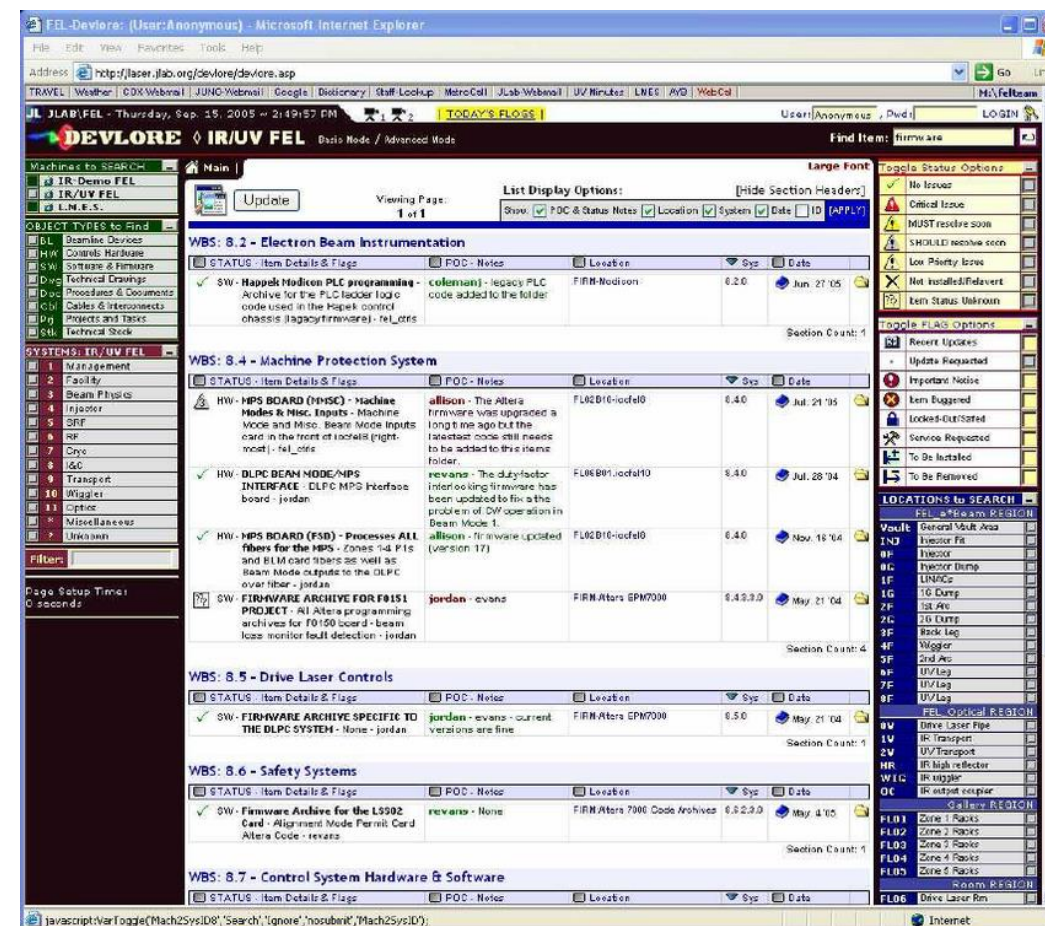 FEL-Devlore: (User:Anonymous) - Microsoft Internet Explorer
File Edit View Favorites Tools Help
Address http://laser.jlab.org/devlore/devlore.asp Go
TRAVEL Weather CDX-Webmail JUNO-Webmail Google Dictionary Staff-Lookup MetroCall JLab-Webmail UV Minutes LNES AYB WebCal M:\felteam
JL JLAB\FEL - Thursday, Sep. 15, 2005 - 2:49:57 PM 1 2 | TODAY'S FLOGS | User: Anonymous , Pwd: LOGIN
DEVLORE ◊ IR/UV FEL Basic Mode / Advanced Mode Find Item: firmware
Machines to SEARCH
IR-Demo FEL
IR/UV FEL
L.N.E.S.
OBJECT TYPES to Find
BL Beamline Devices
HW Controls Hardware
SW Software & Firmware
Dwg Technical Drawings
Doc Procedures & Documents
Cbl Cables & Interconnects
Prj Projects and Tasks
Stk Technical Stock
SYSTEMS: IR/UV FEL
1 Management
2 Facility
3 Beam Physics
4 Injector
5 SRF
6 RF
7 Cryo
8 I&C
9 Transport
10 Wiggler
11 Optics
* Miscellaneous
? Unknown
Filter:
Page Setup Time:
0 seconds
Main | Large Font
Update
Viewing Page:
1 of 1
List Display Options: [Hide Section Headers]
Show: POC & Status Notes Location System Date ID [APPLY]
WBS: 8.2 - Electron Beam Instrumentation
STATUS - Item Details & Flags POC - Notes Location Sys Date
SW - Happek Modicon PLC programming - Archive for the PLC ladder logic code used in the Hapek control chassis (lagacy firmware) - fel_ctris
colemanj - legacy PLC code added to the folder
FIRM-Modicon 8.2.0 Jun. 27 '05
Section Count: 1
WBS: 8.4 - Machine Protection System
STATUS - Item Details & Flags POC - Notes Location Sys Date
HW - MPS BOARD (MMSC) - Machine Modes & Misc. Inputs - Machine Mode and Misc. Beam Mode Inputs card in the front of iocfel8 (right-most) - fel_ctris
allison - The Altera firmware was upgraded a long time ago but the latestest code still needs to be added to this items folder.
FL02B16-iocfel8 8.4.0 Jul. 21 '05
HW - DLPC BEAM MODE/MPS INTERFACE - DLPC MPS Interface board - jordan
revans - The duty-factor interlocking firmware has been updated to fix a the problem of CW operation in Beam Mode 1.
FL06B01-iocfel10 8.4.0 Jul. 28 '04
HW - MPS BOARD (FSD) - Processes ALL fibers for the MPS - Zones 1-4 P1s and BLM card fibers as well as Beam Mode outputs to the DLPC over fiber - jordan
allison - firmware updated (version 17)
FL02B16-iocfel8 8.4.0 Nov. 16 '04
SW - FIRMWARE ARCHIVE FOR F0151 PROJECT - All Altera programming archives for F0150 board - beam loss monitor fault detection - jordan
jordan - evans
FIRM-Altera EPM7000 8.4.3.3.0 May. 21 '04
Section Count: 4
WBS: 8.5 - Drive Laser Controls
STATUS - Item Details & Flags POC - Notes Location Sys Date
SW - FIRMWARE ARCHIVE SPECIFIC TO THE DLPC SYSTEM - None - jordan
jordan - evans - current versions are fine
FIRM-Altera EPM7000 8.5.0 May. 21 '04
Section Count: 1
WBS: 8.6 - Safety Systems
STATUS - Item Details & Flags POC - Notes Location Sys Date
SW - Firmware Archive for the LSS02 Card - Alignment Mode Permit Card Altera Code - revans
revans - None
FIRM-Altera 7000 Code Archives 8.6.2.3.0 May. 4 '05
Section Count: 1
WBS: 8.7 - Control System Hardware & Software
STATUS - Item Details & Flags POC - Notes Location Sys Date
Toggle Status Options
No Issues
Critical Issue
MUST resolve soon
SHOULD resolve soon
Low Priority Issue
Not Installed/Relavent
Item Status Unknown
Toggle FLAG Options
Recent Updates
Update Requested
Important Notice
Item Buggered
Locked-Out/Safed
Service Requested
To Be Installed
To Be Removed
LOCATIONS to SEARCH
FEL_e*Beam REGION
Vault General Vault Area
INJ Injector Pit
0F Injector
0G Injector Dump
1F LINACs
1G 1G Dump
2F 1st Arc
2G 2G Dump
3F Back Leg
4F Wiggler
5F 2nd Arc
6F UV Leg
7F UV Leg
8F UV Leg
FEL_Optical REGION
0V Drive Laser Pipe
1V IR Transport
2V UV Transport
HR IR high reflector
WIG IR wiggler
OC IR output coupler
Gallery REGION
FL01 Zone 1 Racks
FL02 Zone 2 Racks
FL03 Zone 3 Racks
FL04 Zone 4 Racks
FL05 Zone 5 Racks
Room REGION
FL06 Drive Laser Rm
javascript:VarToggle('Mach2SysID8','Search','Ignore','nosubmit','Mach2SysID'); Internet